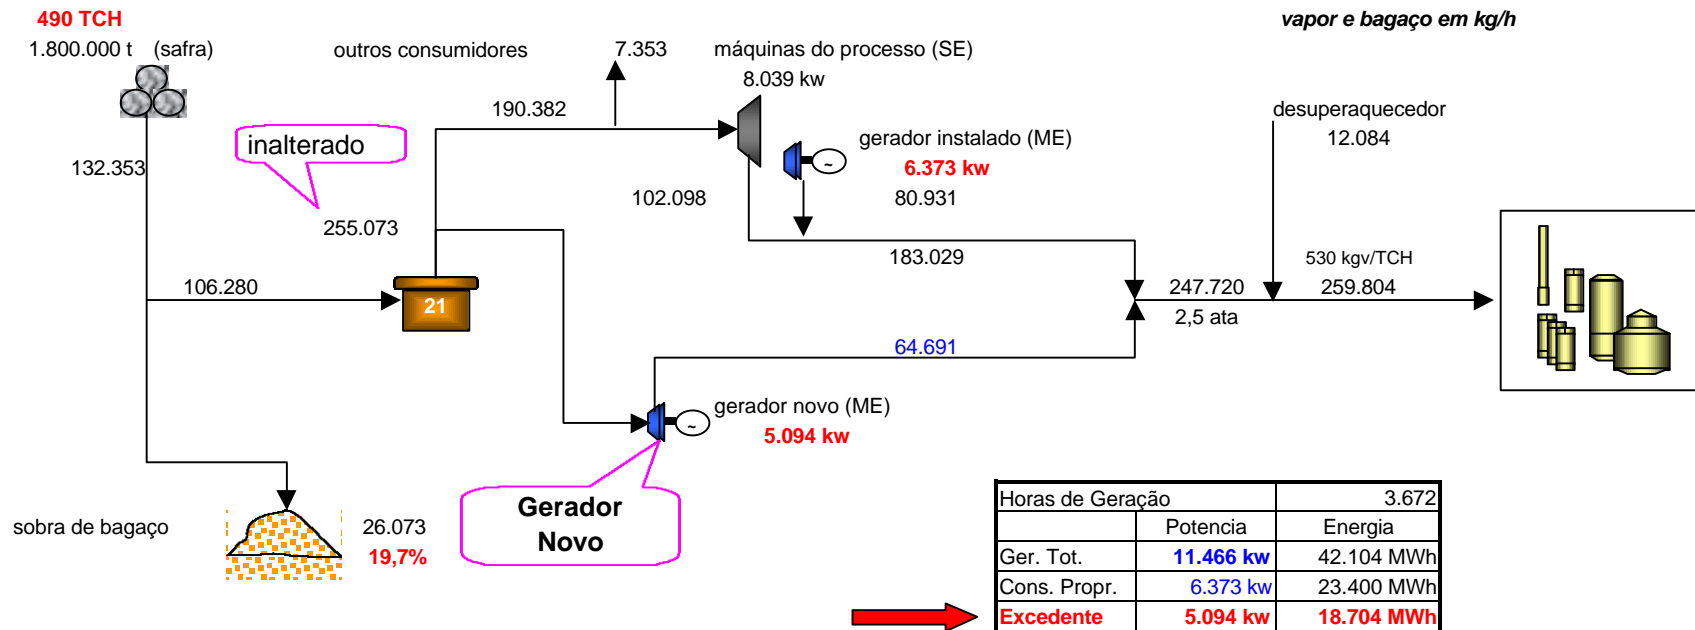 490 TCH
vapor e bagaço em kg/h
1.800.000 t (safra)
outros consumidores
7.353
máquinas do processo (SE)
8.039 kw
190.382
desuperaquecedor
12.084
inalterado
gerador instalado (ME)
~
6.373 kw
132.353
102.098
80.931
255.073
183.029
530 kgv/TCH
106.280
247.720
259.804
21
2,5 ata
64.691
gerador novo (ME)
~
5.094 kw
Gerador
Novo
sobra de bagaço
26.073
19,7%
Horas de Geração 3.672
Potencia Energia
Ger. Tot. 11.466 kw 42.104 MWh
Cons. Propr. 6.373 kw 23.400 MWh
Excedente 5.094 kw 18.704 MWh